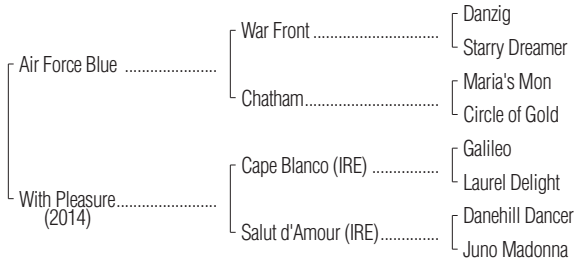 Danzig
War Front ..............................
Starry Dreamer
Air Force Blue ......................
Maria's Mon
Chatham................................
Circle of Gold
Galileo
Cape Blanco (IRE) ................
Laurel Delight
With Pleasure........................
(2014)
Danehill Dancer
Salut d'Amour (IRE)..............
Juno Madonna